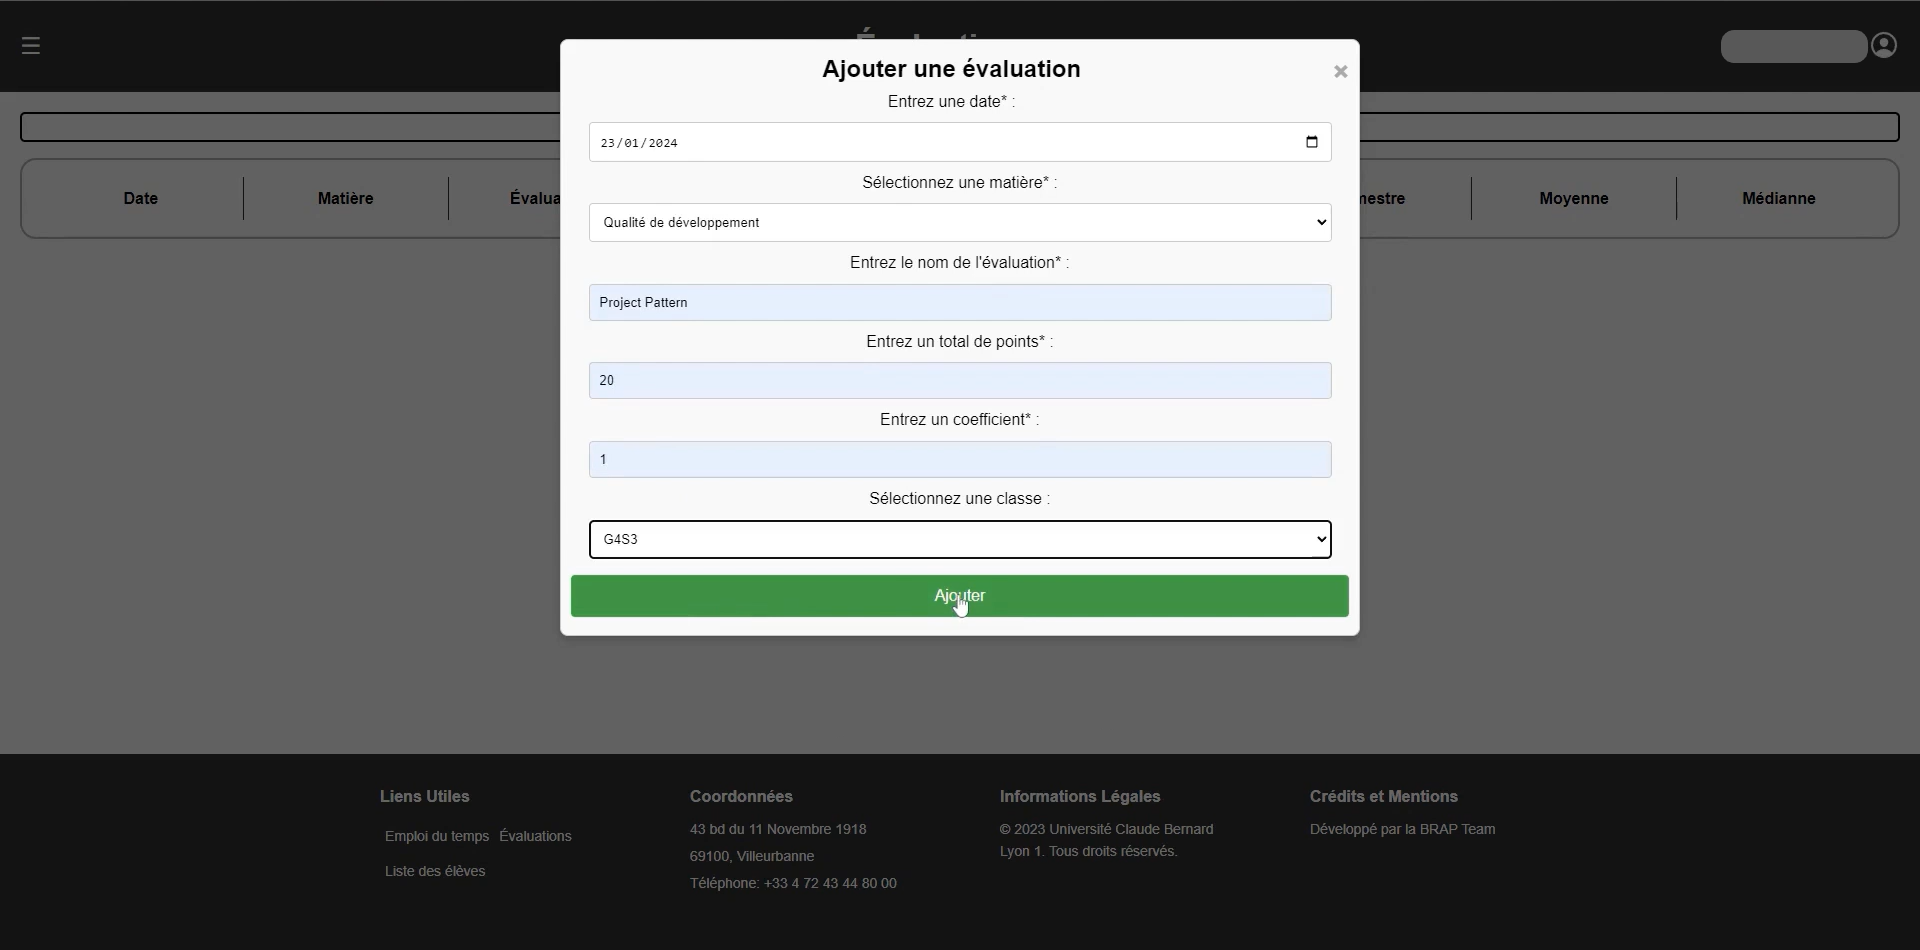 ☰
Ajouter une évaluation
×
Entrez une date* :
23/01/2024
Sélectionnez une matière* :
Qualité de développement
Entrez le nom de l'évaluation* :
Project Pattern
Entrez un total de points* :
20
Entrez un coefficient* :
1
Sélectionnez une classe :
G4S3
Ajouter
Date Matière Évalua mestre Moyenne Médianne
Liens Utiles
Emploi du temps Évaluations
Liste des élèves
Coordonnées
43 bd du 11 Novembre 1918
69100, Villeurbanne
Téléphone: +33 4 72 43 44 80 00
Informations Légales
© 2023 Université Claude Bernard
Lyon 1. Tous droits réservés.
Crédits et Mentions
Développé par la BRAP Team